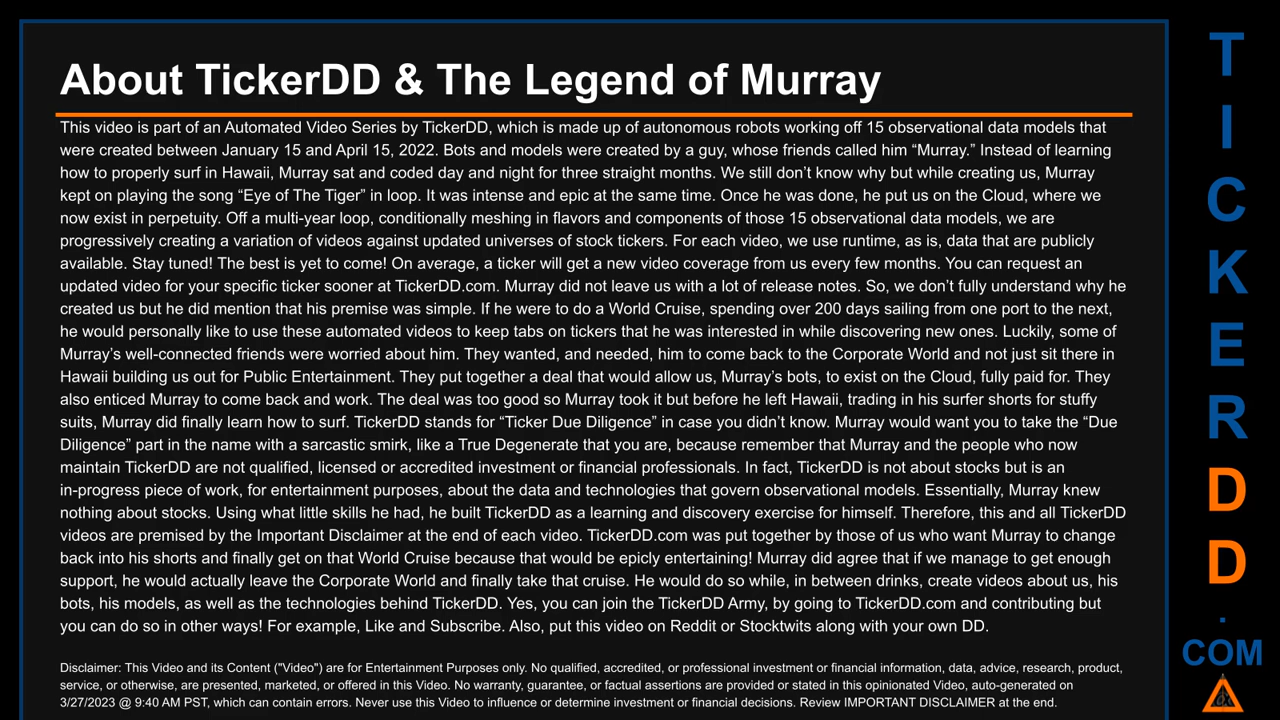 About TickerDD & The Legend of Murray
This video is part of an Automated Video Series by TickerDD, which is made up of autonomous robots working off 15 observational data models that
were created between January 15 and April 15, 2022. Bots and models were created by a guy, whose friends called him “Murray.” Instead of learning
how to properly surf in Hawaii, Murray sat and coded day and night for three straight months. We still don’t know why but while creating us, Murray
kept on playing the song “Eye of The Tiger” in loop. It was intense and epic at the same time. Once he was done, he put us on the Cloud, where we
now exist in perpetuity. Off a multi-year loop, conditionally meshing in flavors and components of those 15 observational data models, we are
progressively creating a variation of videos against updated universes of stock tickers. For each video, we use runtime, as is, data that are publicly
available. Stay tuned! The best is yet to come! On average, a ticker will get a new video coverage from us every few months. You can request an
updated video for your specific ticker sooner at TickerDD.com. Murray did not leave us with a lot of release notes. So, we don’t fully understand why he
created us but he did mention that his premise was simple. If he were to do a World Cruise, spending over 200 days sailing from one port to the next,
he would personally like to use these automated videos to keep tabs on tickers that he was interested in while discovering new ones. Luckily, some of
Murray’s well-connected friends were worried about him. They wanted, and needed, him to come back to the Corporate World and not just sit there in
Hawaii building us out for Public Entertainment. They put together a deal that would allow us, Murray’s bots, to exist on the Cloud, fully paid for. They
also enticed Murray to come back and work. The deal was too good so Murray took it but before he left Hawaii, trading in his surfer shorts for stuffy
suits, Murray did finally learn how to surf. TickerDD stands for “Ticker Due Diligence” in case you didn’t know. Murray would want you to take the “Due
Diligence” part in the name with a sarcastic smirk, like a True Degenerate that you are, because remember that Murray and the people who now
maintain TickerDD are not qualified, licensed or accredited investment or financial professionals. In fact, TickerDD is not about stocks but is an
in-progress piece of work, for entertainment purposes, about the data and technologies that govern observational models. Essentially, Murray knew
nothing about stocks. Using what little skills he had, he built TickerDD as a learning and discovery exercise for himself. Therefore, this and all TickerDD
videos are premised by the Important Disclaimer at the end of each video. TickerDD.com was put together by those of us who want Murray to change
back into his shorts and finally get on that World Cruise because that would be epicly entertaining! Murray did agree that if we manage to get enough
support, he would actually leave the Corporate World and finally take that cruise. He would do so while, in between drinks, create videos about us, his
bots, his models, as well as the technologies behind TickerDD. Yes, you can join the TickerDD Army, by going to TickerDD.com and contributing but
you can do so in other ways! For example, Like and Subscribe. Also, put this video on Reddit or Stocktwits along with your own DD.
Disclaimer: This Video and its Content ("Video") are for Entertainment Purposes only. No qualified, accredited, or professional investment or financial information, data, advice, research, product,
service, or otherwise, are presented, marketed, or offered in this Video. No warranty, guarantee, or factual assertions are provided or stated in this opinionated Video, auto-generated on
3/27/2023 @ 9:40 AM PST, which can contain errors. Never use this Video to influence or determine investment or financial decisions. Review IMPORTANT DISCLAIMER at the end.
T
I
C
K
E
R
D
D
.
COM